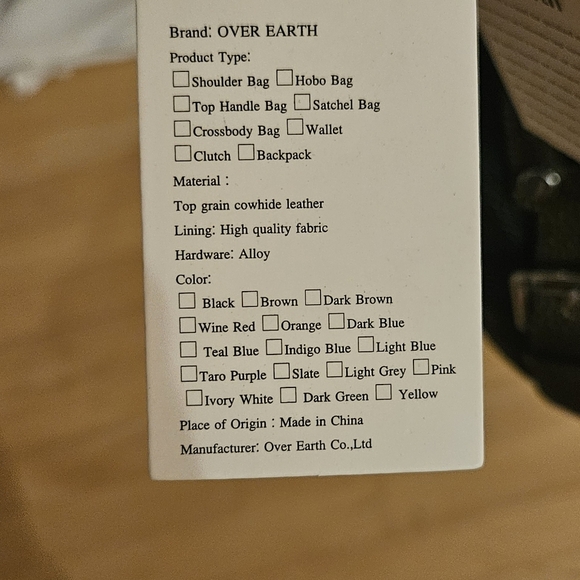 Brand: OVER EARTH
Product Type:
☐Shoulder Bag ☐Hobo Bag
☐Top Handle Bag ☐Satchel Bag
☐Crossbody Bag ☐Wallet
☐Clutch ☐Backpack
Material :
Top grain cowhide leather
Lining: High quality fabric
Hardware: Alloy
Color:
☐ Black ☐Brown ☐Dark Brown
☐Wine Red ☐Orange ☐Dark Blue
☐ Teal Blue ☐Indigo Blue ☐Light Blue
☐Taro Purple ☐Slate ☐Light Grey ☐Pink
☐Ivory White ☐ Dark Green ☐ Yellow
Place of Origin : Made in China
Manufacturer: Over Earth Co.,Ltd